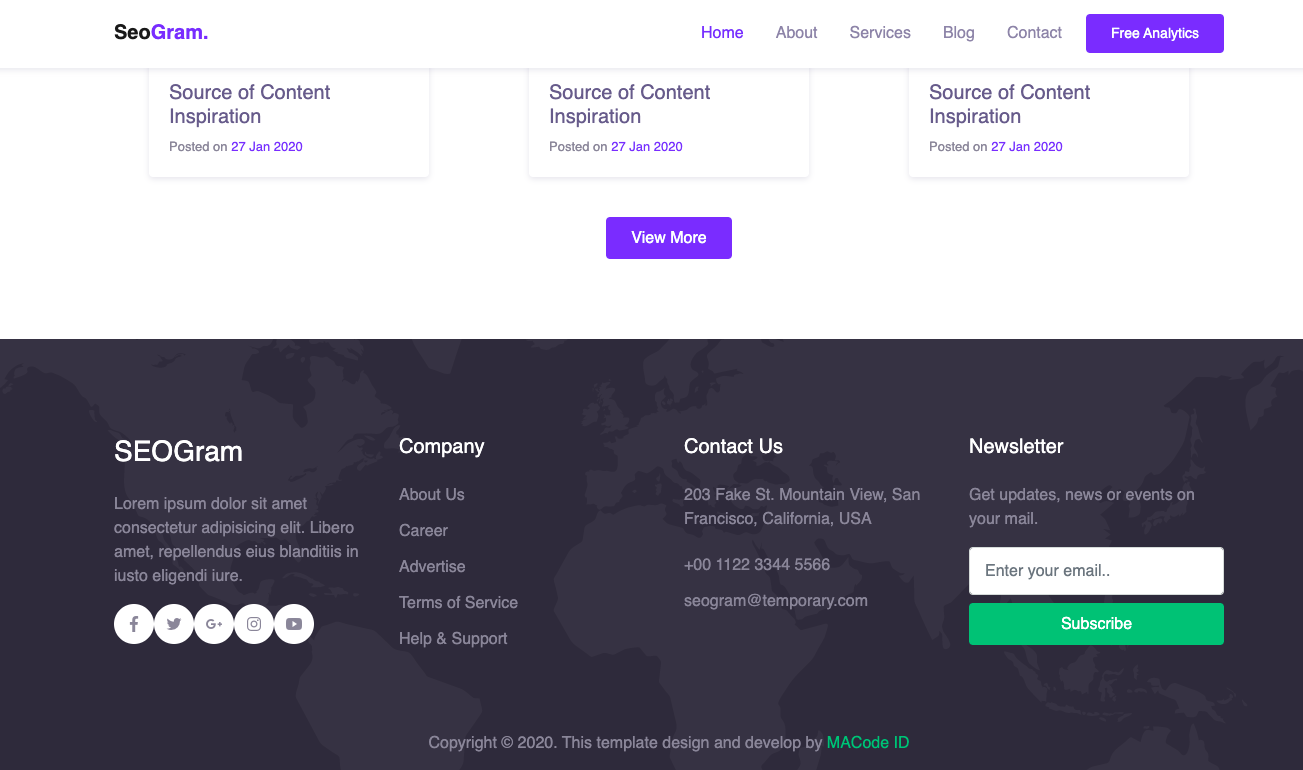 SeoGram.
Home
About
Services
Blog
Contact
Free Analytics
Source of Content
Inspiration
Posted on 27 Jan 2020
Source of Content
Inspiration
Posted on 27 Jan 2020
Source of Content
Inspiration
Posted on 27 Jan 2020
View More
SEOGram
Lorem ipsum dolor sit amet
consectetur adipisicing elit. Libero
amet, repellendus eius blanditiis in
iusto eligendi iure.
Company
About Us
Career
Advertise
Terms of Service
Help & Support
Contact Us
203 Fake St. Mountain View, San
Francisco, California, USA
+00 1122 3344 5566
seogram@temporary.com
Newsletter
Get updates, news or events on
your mail.
Enter your email..
Subscribe
Copyright © 2020. This template design and develop by MACode ID